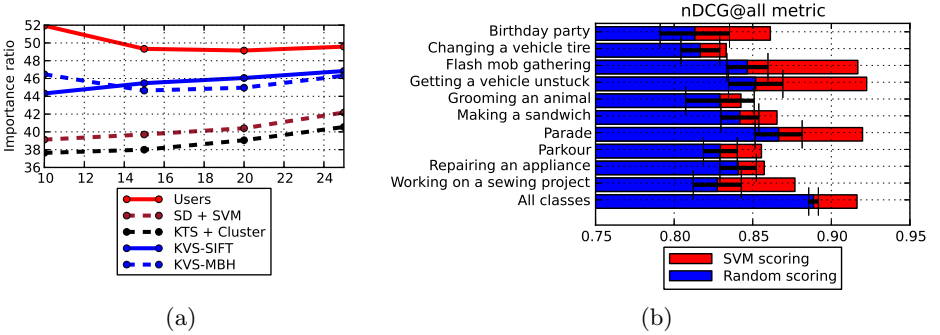 Importance ratio
52
50
48
46
44
42
40
38
36
10 12 14 16 18 20 22 24
Users
SD + SVM
KTS + Cluster
KVS-SIFT
KVS-MBH
(a)
nDCG@all metric
Birthday party
Changing a vehicle tire
Flash mob gathering
Getting a vehicle unstuck
Grooming an animal
Making a sandwich
Parade
Parkour
Repairing an appliance
Working on a sewing project
All classes
0.75 0.80 0.85 0.90 0.95
SVM scoring
Random scoring
(b)